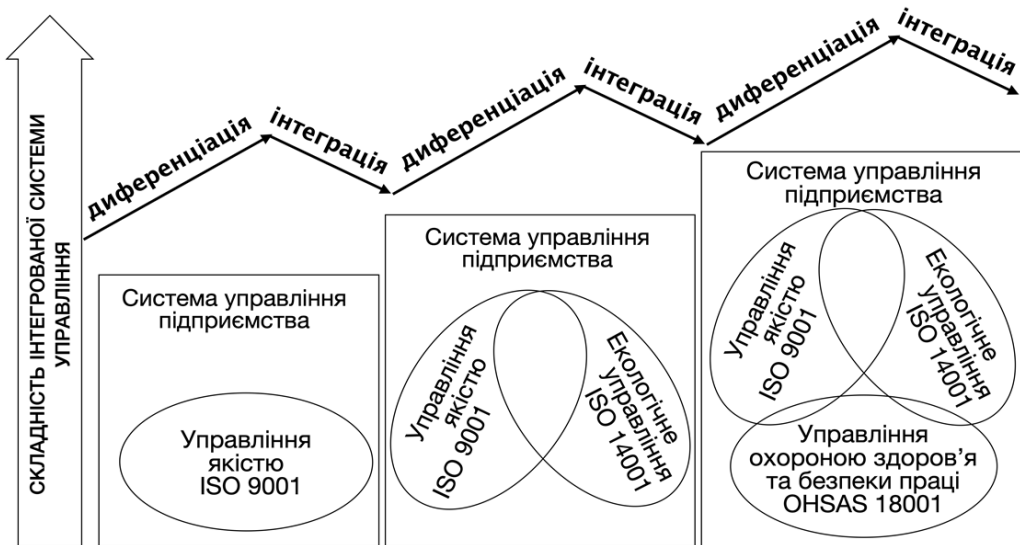 СКЛАДНІСТЬ ІНТЕГРОВАНОЇ СИСТЕМИ
УПРАВЛІННЯ
диференціація
інтеграція
диференціація
інтеграція
диференціація
інтеграція
Система управління
підприємства
Управління
якістю
ISO 9001
Система управління
підприємства
Управління
якістю
ISO 9001
Екологічне
управління
ISO 14001
Система управління
підприємства
Управління
якістю
ISO 9001
Екологічне
управління
ISO 14001
Управління
охороною здоров’я
та безпеки праці
OHSAS 18001